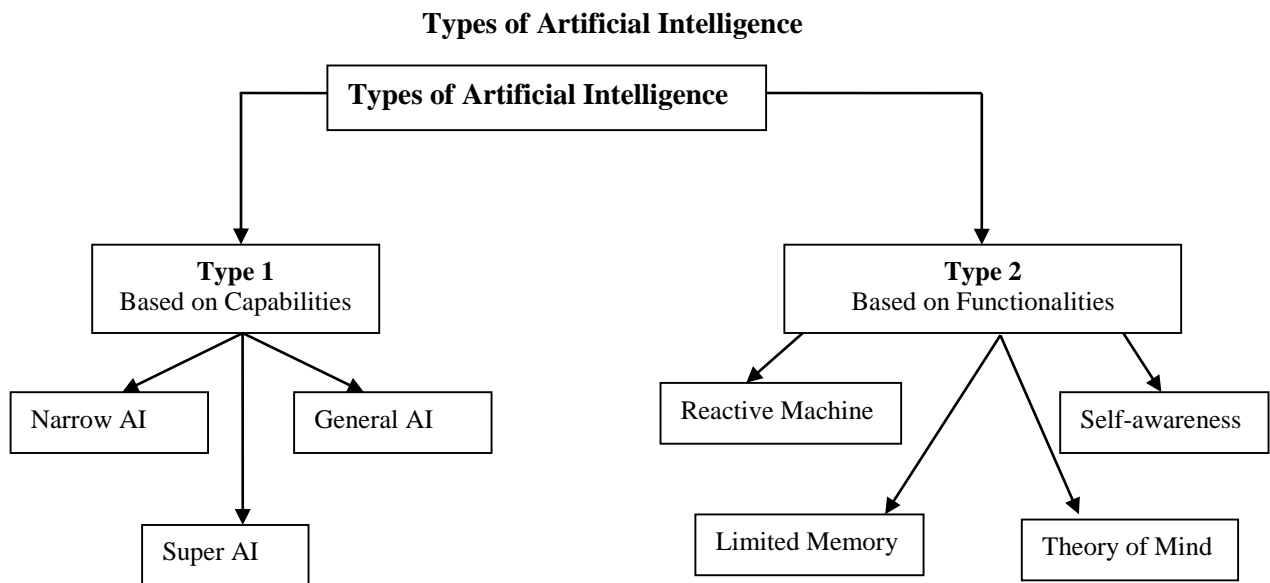 Types of Artificial Intelligence
Types of Artificial Intelligence
Type 1
Based on Capabilities
Type 2
Based on Functionalities
Narrow AI
General AI
Super AI
Reactive Machine
Self-awareness
Limited Memory
Theory of Mind